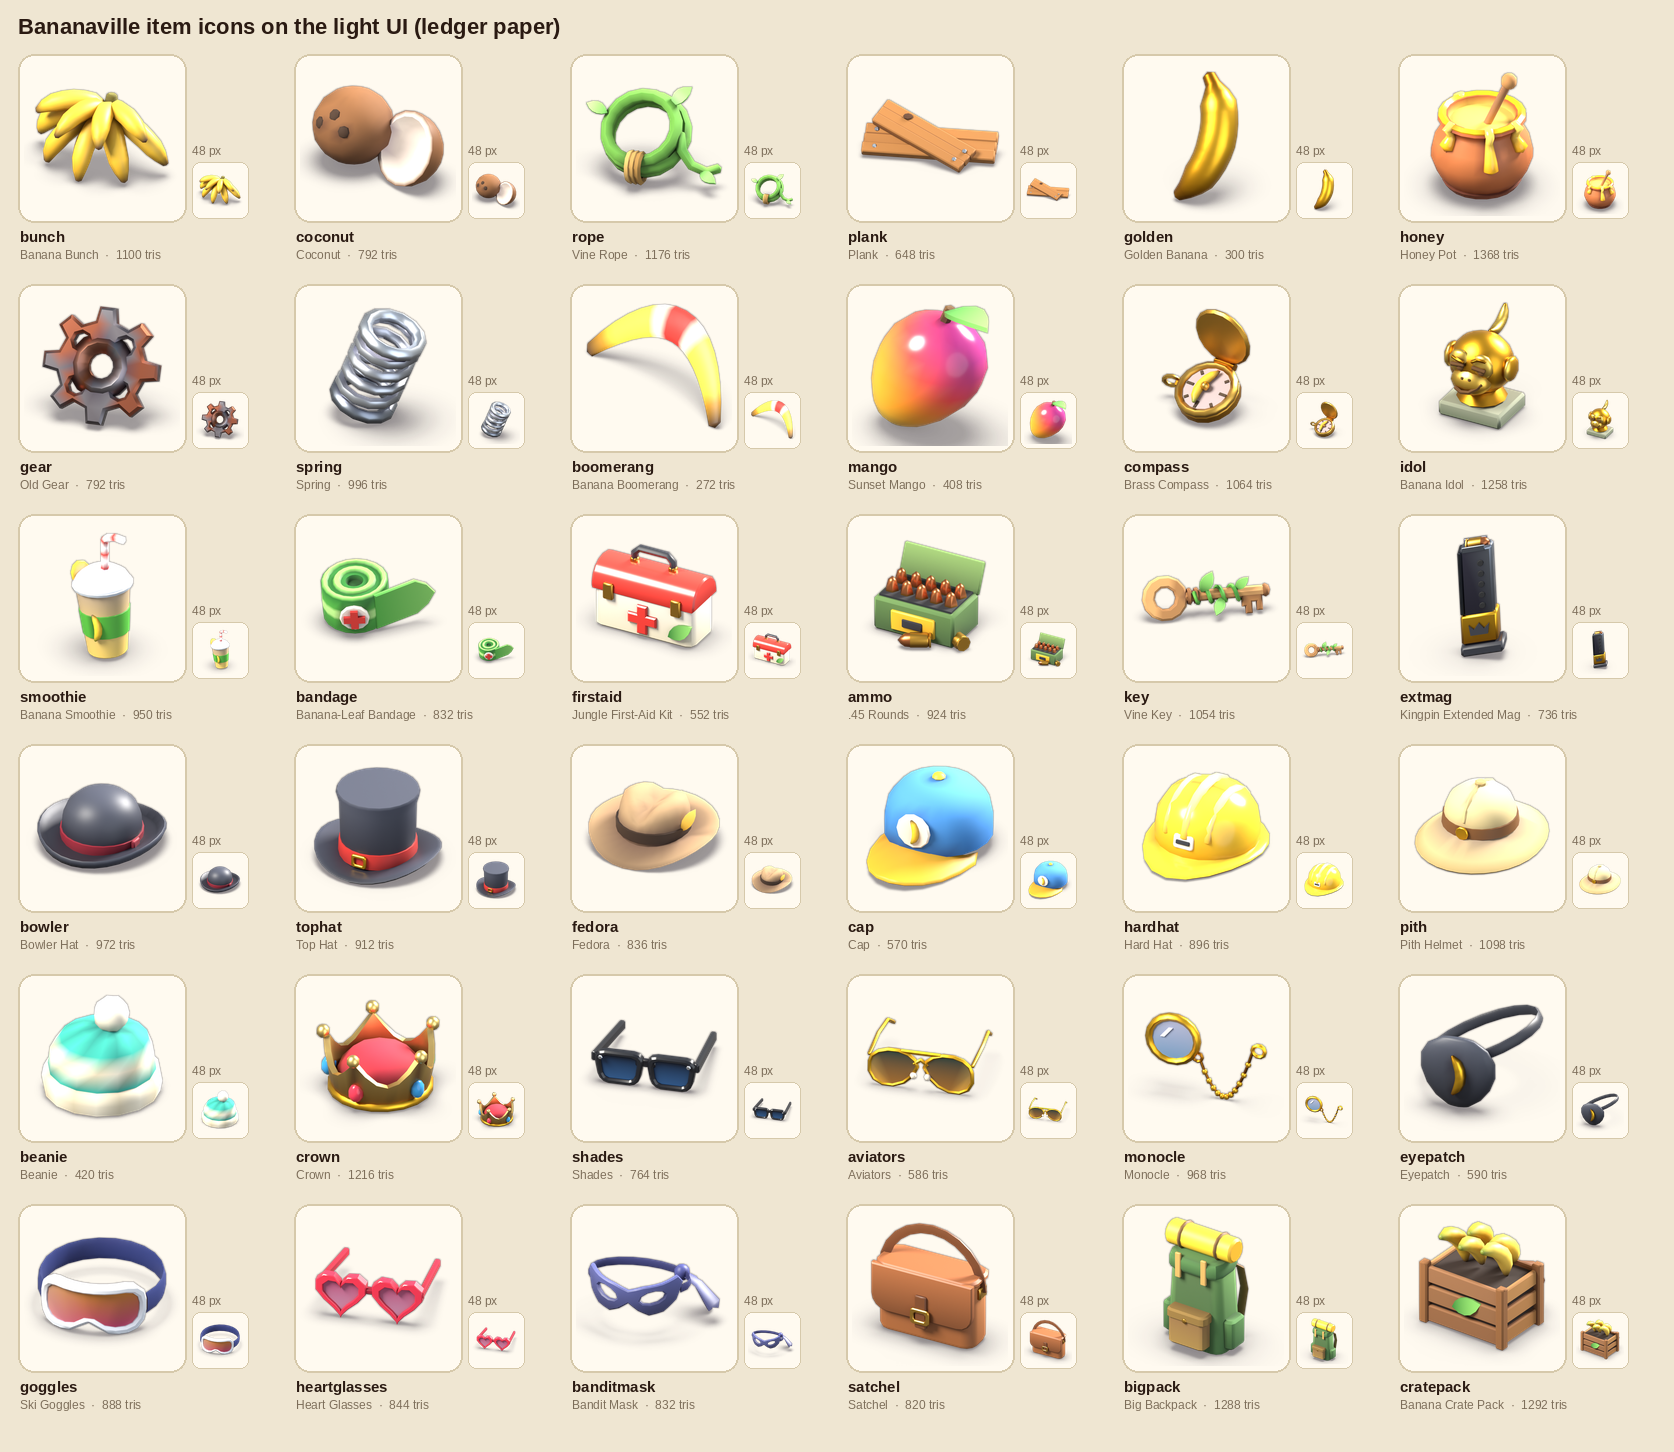 Bananaville item icons on the light UI (ledger paper)
48 px 48 px 48 px 48 px 48 px 48 px
bunch coconut rope plank golden honey
Banana Bunch · 1100 tris Coconut · 792 tris Vine Rope · 1176 tris Plank · 648 tris Golden Banana · 300 tris Honey Pot · 1368 tris
48 px 48 px 48 px 48 px 48 px 48 px
gear spring boomerang mango compass idol
Old Gear · 792 tris Spring · 996 tris Banana Boomerang · 272 tris Sunset Mango · 408 tris Brass Compass · 1064 tris Banana Idol · 1258 tris
48 px 48 px 48 px 48 px 48 px 48 px
smoothie bandage firstaid ammo key extmag
Banana Smoothie · 950 tris Banana-Leaf Bandage · 832 tris Jungle First-Aid Kit · 552 tris .45 Rounds · 924 tris Vine Key · 1054 tris Kingpin Extended Mag · 736 tris
48 px 48 px 48 px 48 px 48 px 48 px
bowler tophat fedora cap hardhat pith
Bowler Hat · 972 tris Top Hat · 912 tris Fedora · 836 tris Cap · 570 tris Hard Hat · 896 tris Pith Helmet · 1098 tris
48 px 48 px 48 px 48 px 48 px 48 px
beanie crown shades aviators monocle eyepatch
Beanie · 420 tris Crown · 1216 tris Shades · 764 tris Aviators · 586 tris Monocle · 968 tris Eyepatch · 590 tris
48 px 48 px 48 px 48 px 48 px 48 px
goggles heartglasses banditmask satchel bigpack cratepack
Ski Goggles · 888 tris Heart Glasses · 844 tris Bandit Mask · 832 tris Satchel · 820 tris Big Backpack · 1288 tris Banana Crate Pack · 1292 tris